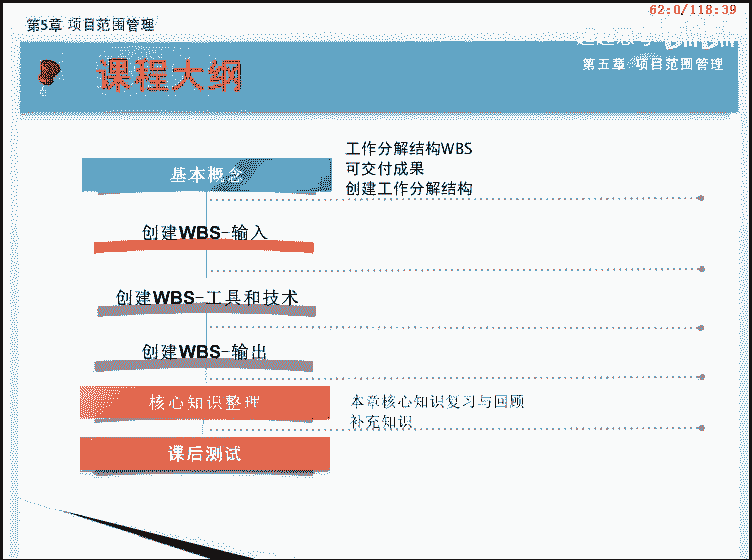 62:0/118:39
第5章 项目范围管理
课程大纲
第五章 项目范围管理
工作分解结构WBS
可交付成果
创建工作分解结构
基本概念
创建WBS-输入
创建WBS-工具和技术
创建WBS-输出
核心知识整理
本章核心知识复习与回顾
补充知识
课后测试